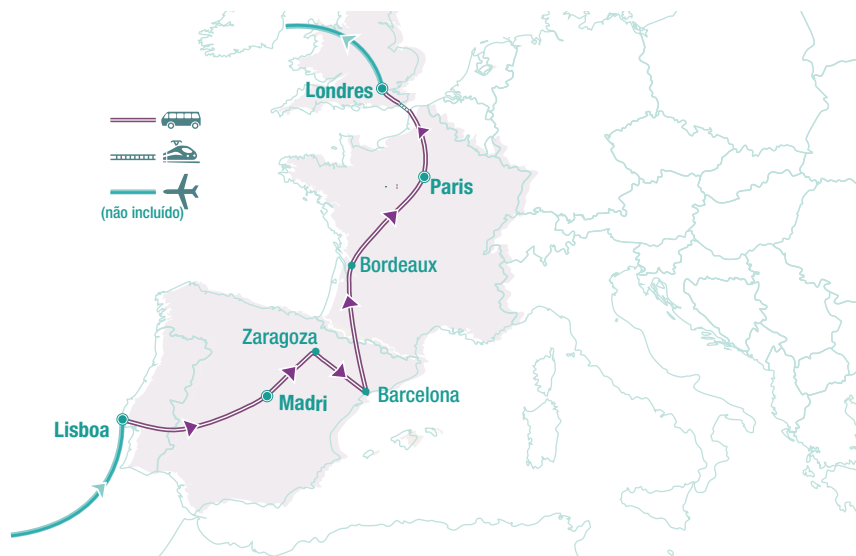 Londres
(não incluído)
Paris
Bordeaux
Zaragoza
Madri
Barcelona
Lisboa